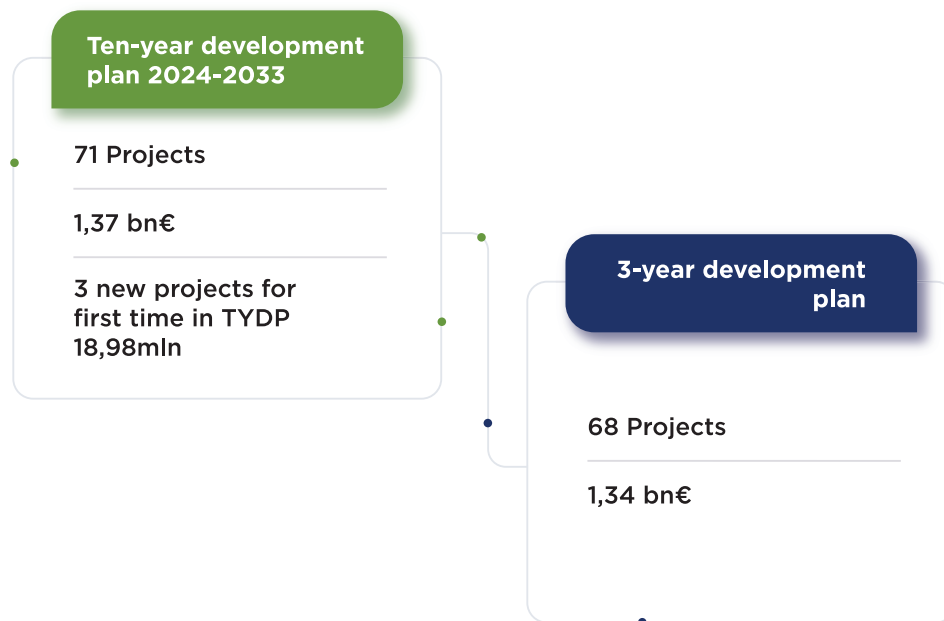 Ten-year development
plan 2024-2033
71 Projects
1,37 bn€
3 new projects for
first time in TYDP
18,98mln
3-year development
plan
68 Projects
1,34 bn€